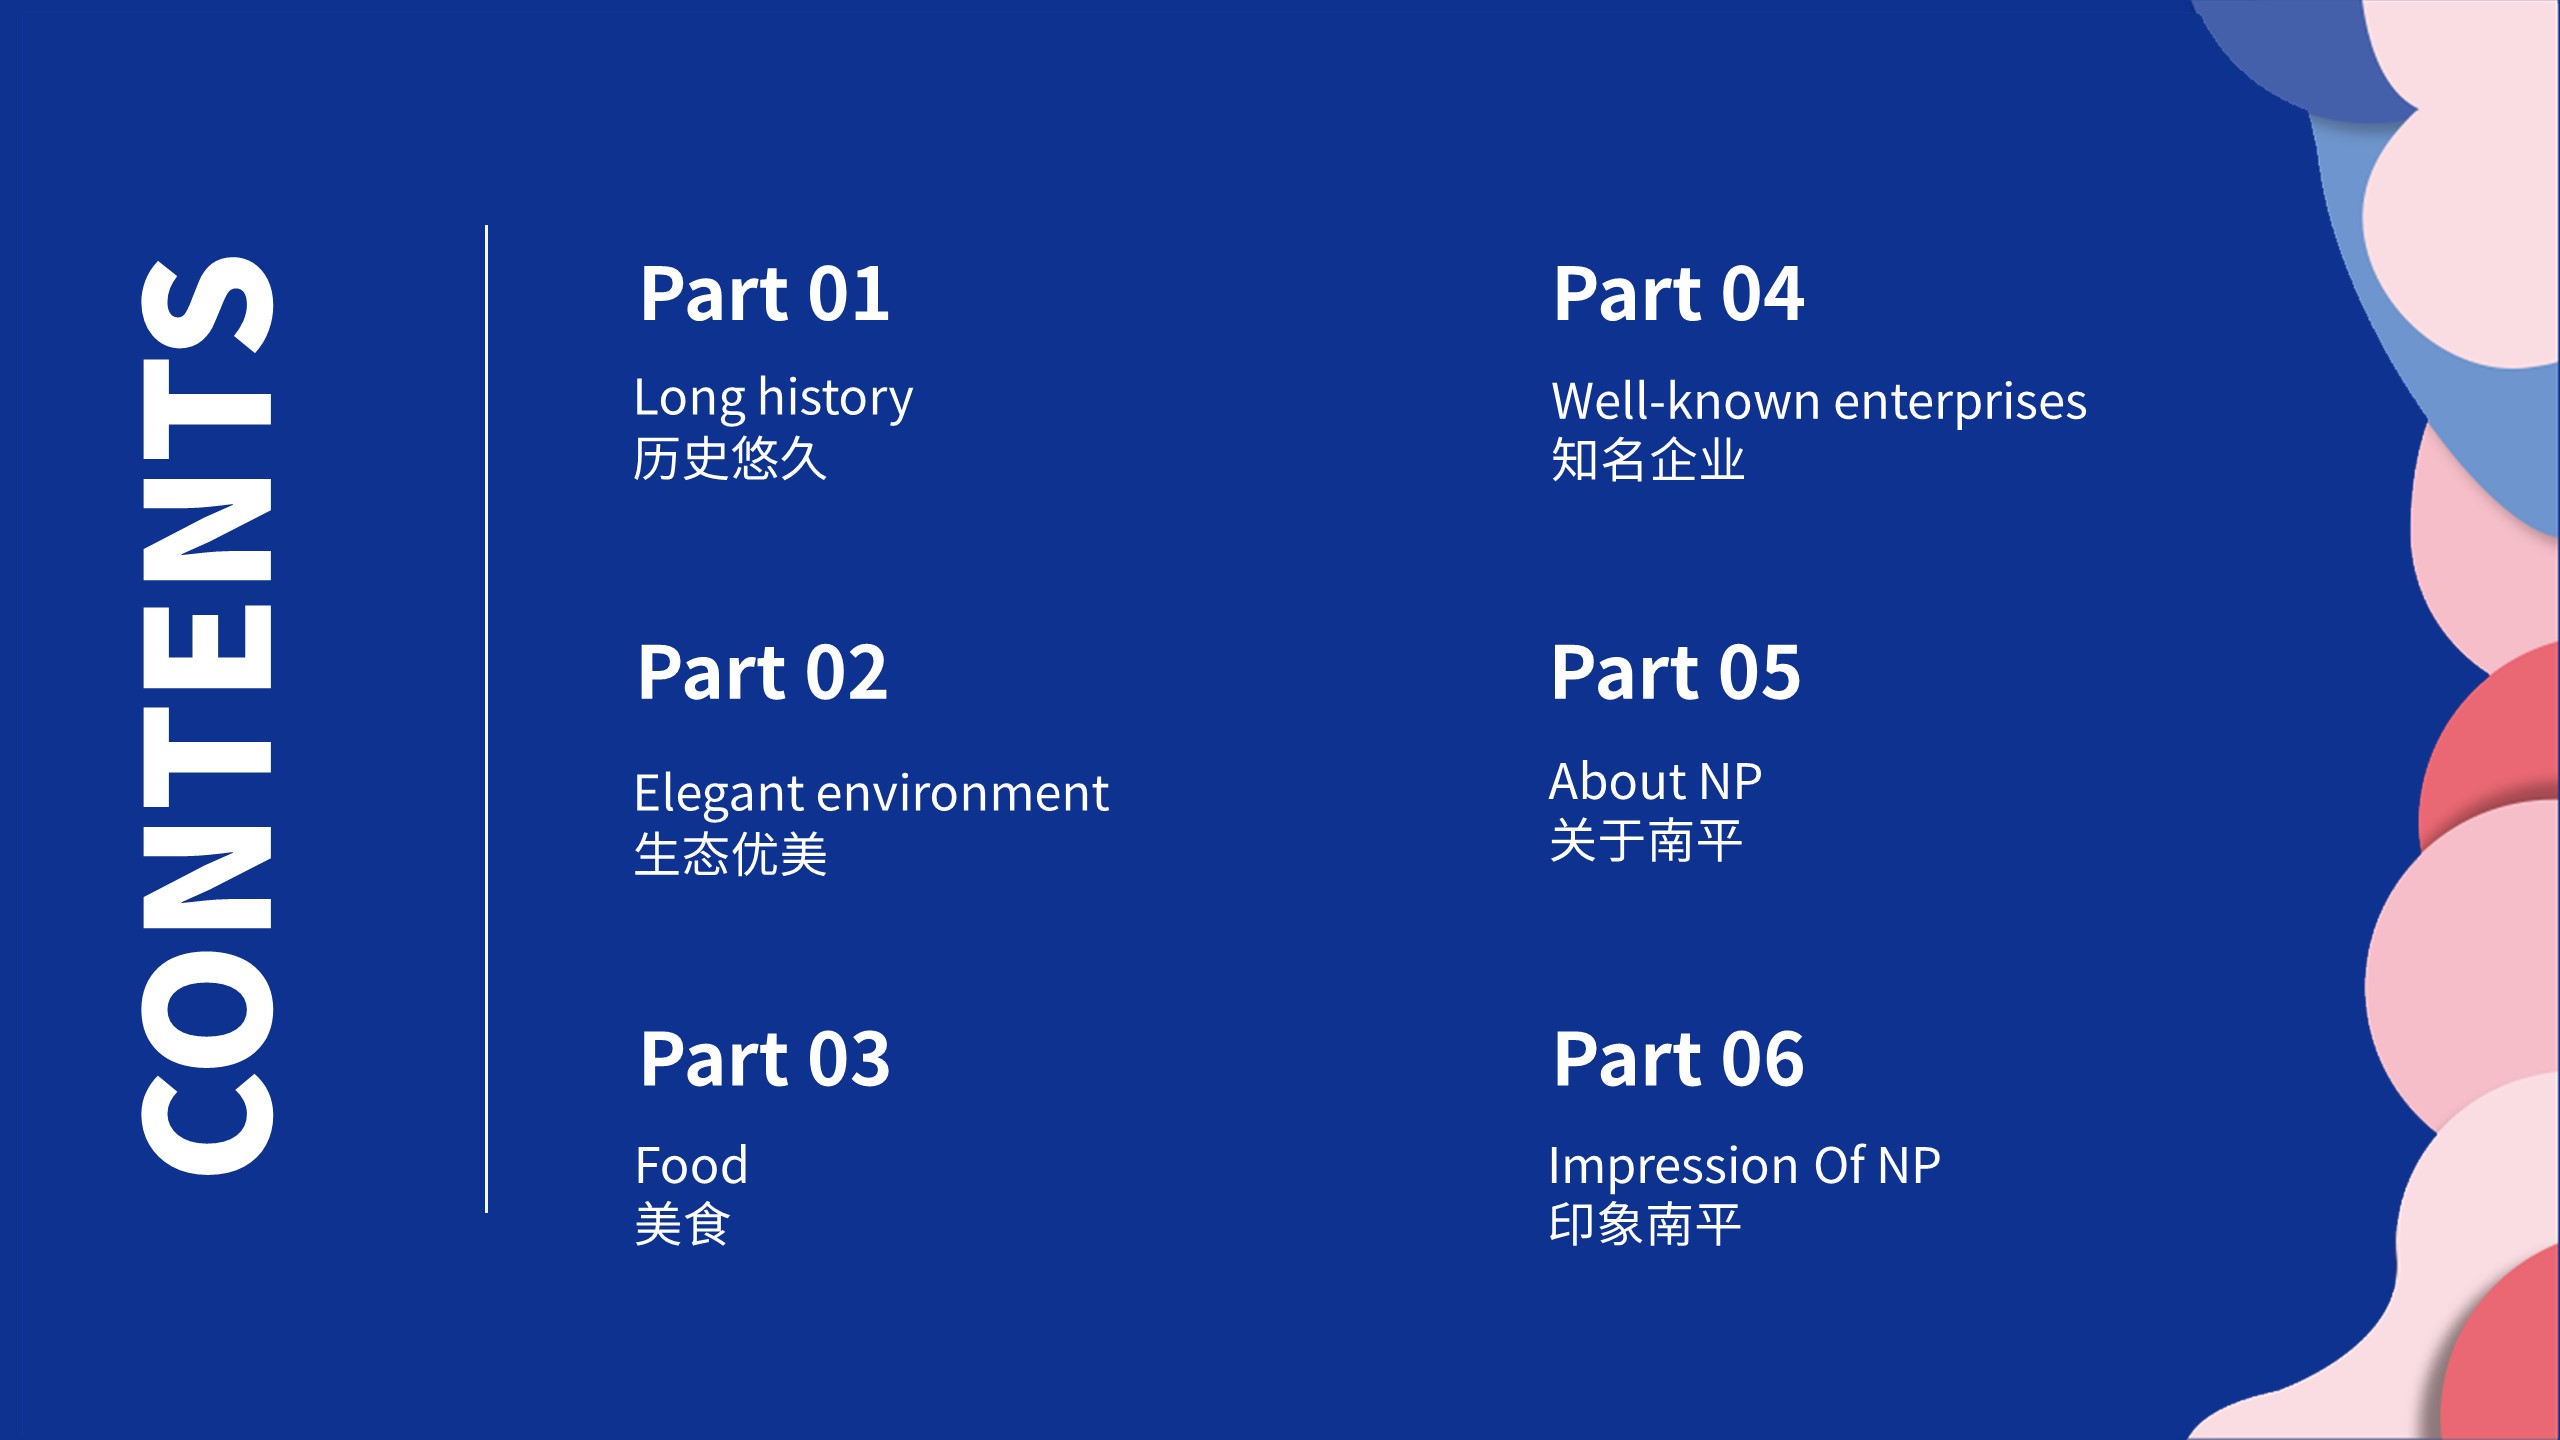 CONTENTS
Part 01
Long history
历史悠久
Part 02
Elegant environment
生态优美
Part 03
Food
美食
Part 04
Well-known enterprises
知名企业
Part 05
About NP
关于南平
Part 06
Impression Of NP
印象南平